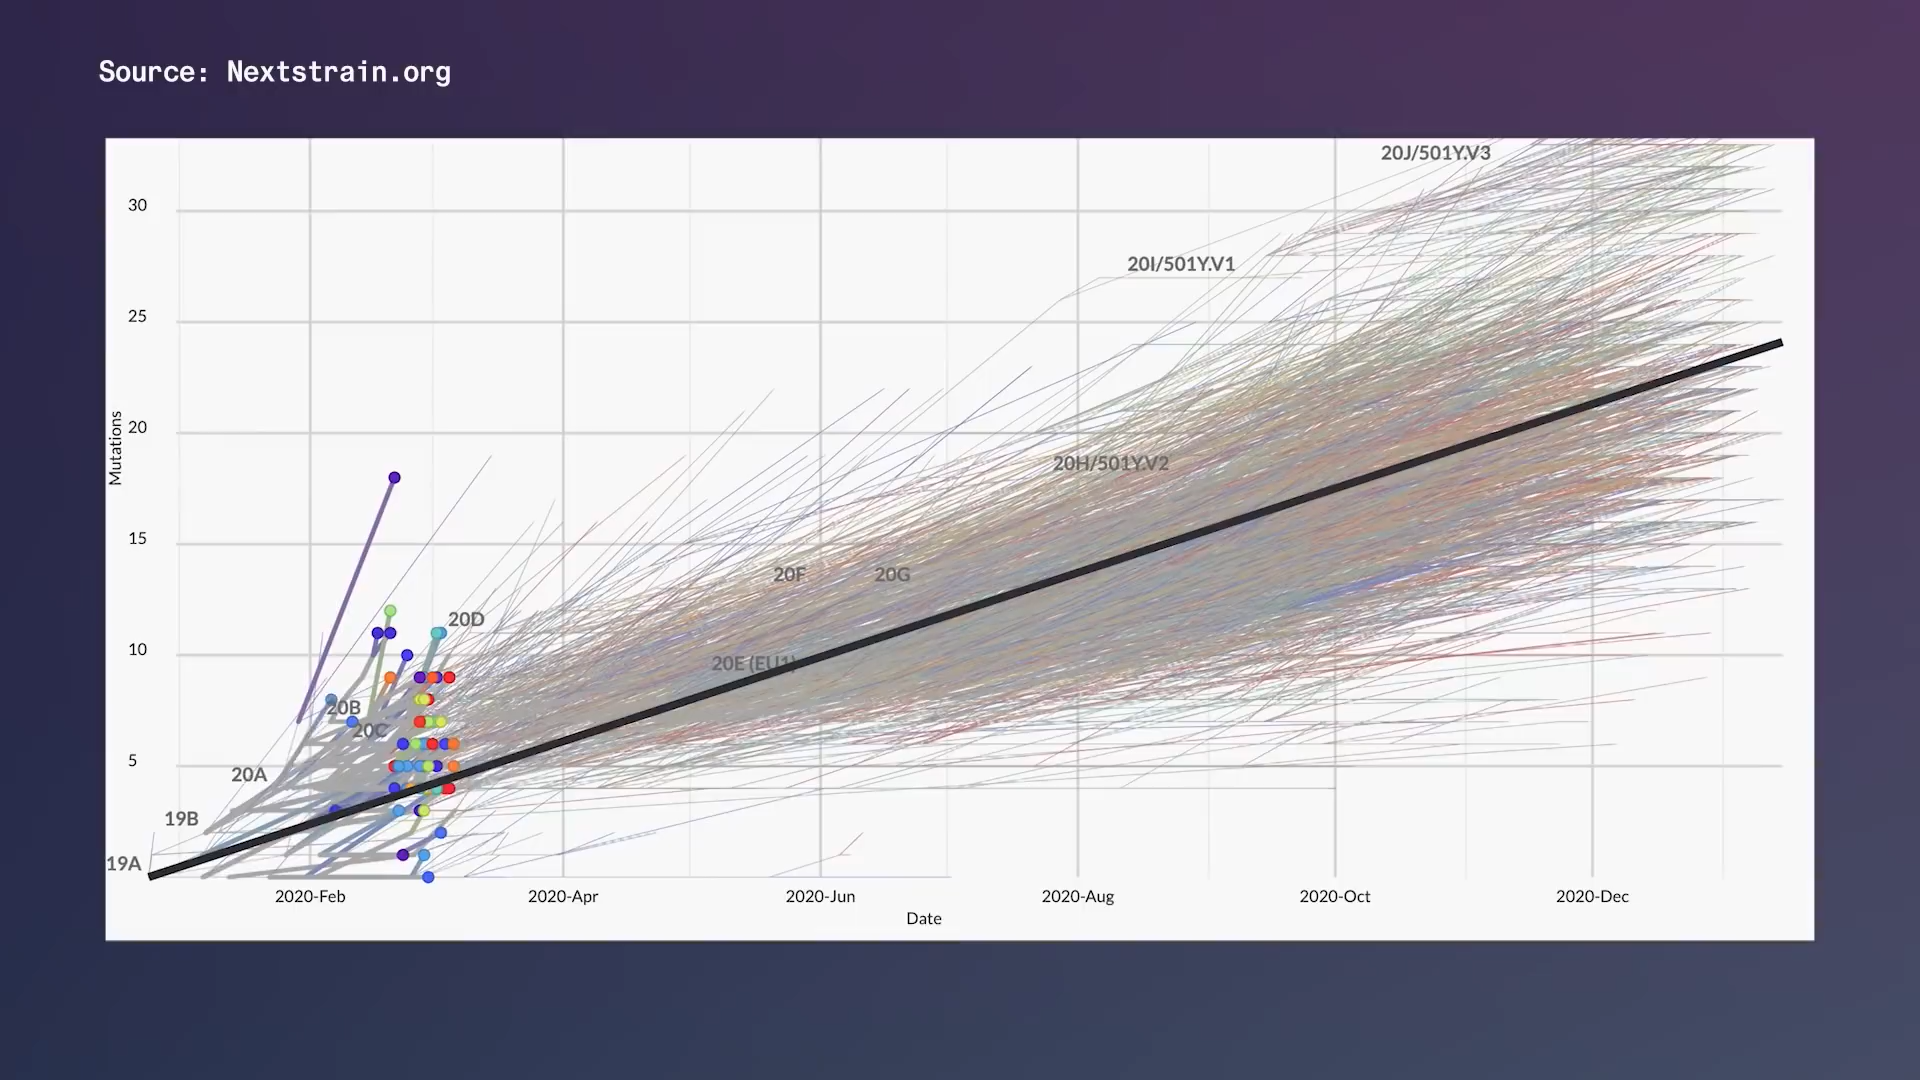 Source: Nextstrain.org
20J/501Y.V3
30
20I/501Y.V1
25
Mutations
20
20H/501Y.V2
15
20F
20G
20D
10
20E (EU1)
20B
20C
5
20A
19B
19A
2020-Feb
2020-Apr
2020-Jun
2020-Aug
2020-Oct
2020-Dec
Date